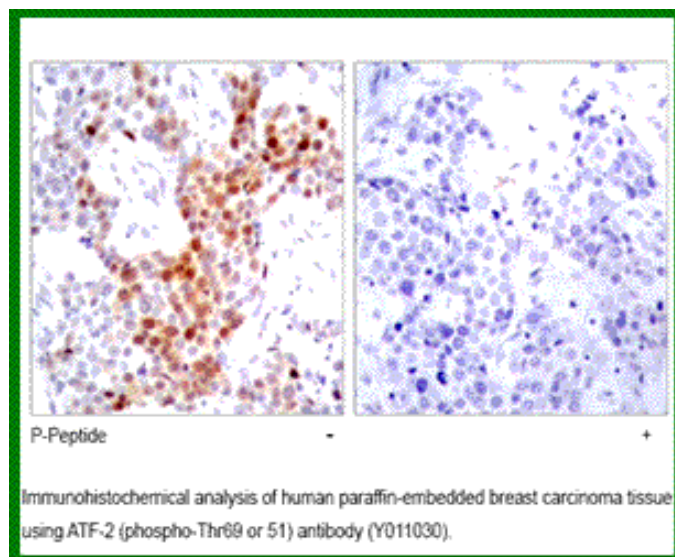 P-Peptide - +
Immunohistochemical analysis of human paraffin-embedded breast carcinoma tissue
using ATF-2 (phospho-Thr69 or 51) antibody (Y011030).